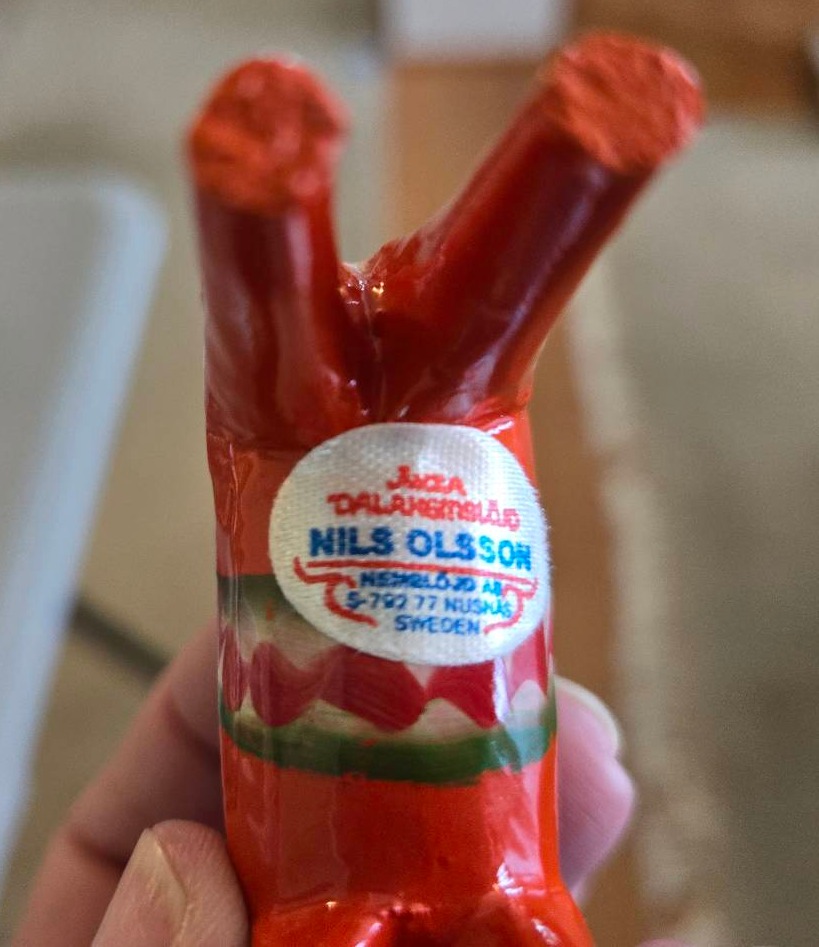 Äkta
DALAHEMSLÖJD
NILS OLSSON
HEMSLÖJD AB
S-792 77 NUSNÄS
SWEDEN